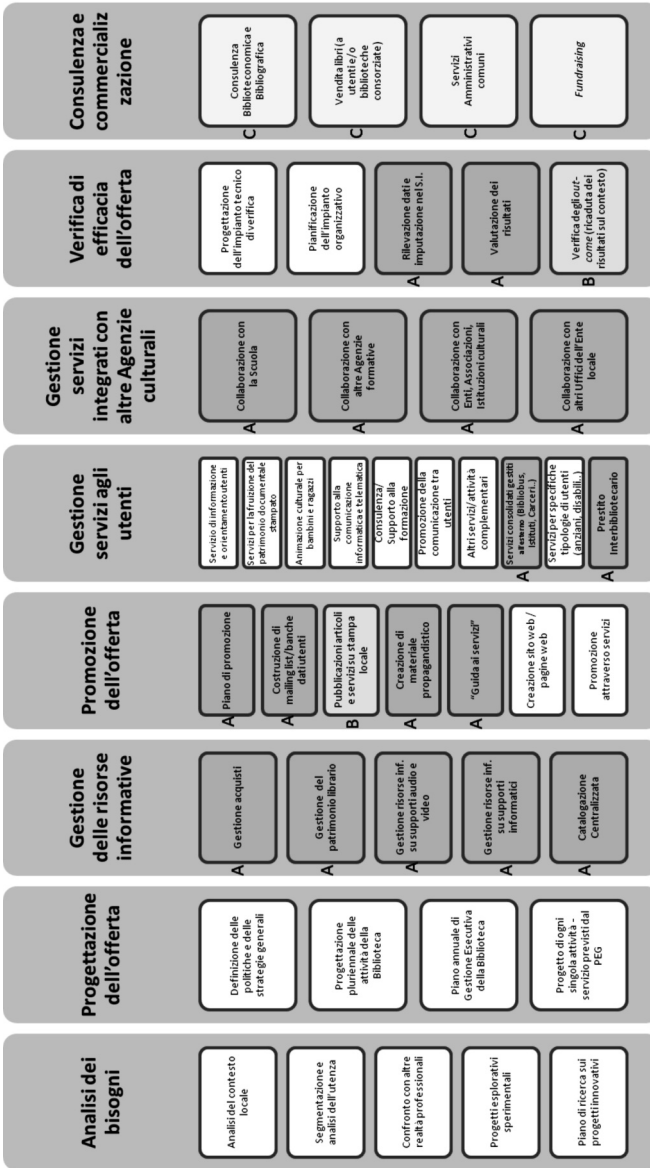 Analisi dei
bisogni
Analisi del contesto
locale
Segmentazione e
analisi dell'utenza
Confronto con altre
realtà professionali
Progetti esplorativi
sperimentali
Piano di ricerca sui
progetti innovativi
Progettazione
dell'offerta
Definizione delle
politiche e delle
strategie generali
Progettazione
pluriennale delle
attività della
Biblioteca
Piano annuale di
Gestione Esecutiva
della Biblioteca
Progetto di ogni
singola attività -
servizio previsti dal
PEG
Gestione
delle risorse
informative
Gestione acquisti
A
Gestione del
patrimonio librario
A
Gestione risorse inf.
su supporti audio e
video
A
Gestione risorse inf.
su supporti
informatici
A
Catalogazione
Centralizzata
A
Promozione
dell'offerta
Piano di promozione
A
Costruzione di
mailing list/banche
dati utenti
A
Pubblicazioni articoli
e servizi su stampa
locale
B
Creazione di
materiale
propagandistico
A
"Guida ai servizi"
A
Creazione sito web /
pagine web
Promozione
attraverso servizi
Gestione
servizi agli
utenti
Servizio di informazione
e orientamento utenti
Servizi per la fruizione del
patrimonio documentale
stampato
Animazione culturale per
bambini e ragazzi
Supporto alla
comunicazione
informatica e telematica
Consulenza/
Supporto alla
formazione
Promozione della
comunicazione tra
utenti
Altri servizi/attività
complementari
Servizi consolidati gestiti
all'esterno (Bibliobus,
Istituti, Carceri..)
A
Servizi per specifiche
tipologie di utenti
(anziani, disabili..)
Prestito
Interbibliotecario
A
Gestione
servizi
integrati con
altre Agenzie
culturali
Collaborazione con
la Scuola
A
Collaborazione con
altre Agenzie
formative
A
Collaborazione con
Enti, Associazioni,
Istituzioni culturali
A
Collaborazione con
altri Uffici dell'Ente
locale
A
Verifica di
efficacia
dell'offerta
Progettazione
dell'impianto tecnico
di verifica
Pianificazione
dell'impianto
organizzativo
Rilevazione dati e
imputazione nel S.I.
A
Valutazione dei
risultati
A
Verifica degli out-
come (ricaduta dei
risultati sul contesto)
B
Consulenza e
commercializ
zazione
Consulenza
Biblioteconomica e
Bibliografica
C
Vendita libri (a
utenti e/o
biblioteche
consorziate)
C
Servizi
Amministrativi
comuni
C
Fundraising
C